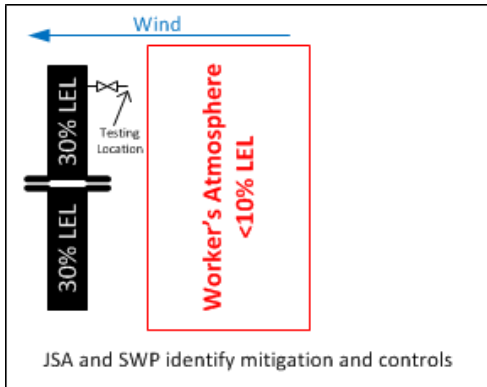 Wind
30% LEL
Testing
Location
Worker's Atmosphere
<10% LEL
30% LEL
JSA and SWP identify mitigation and controls